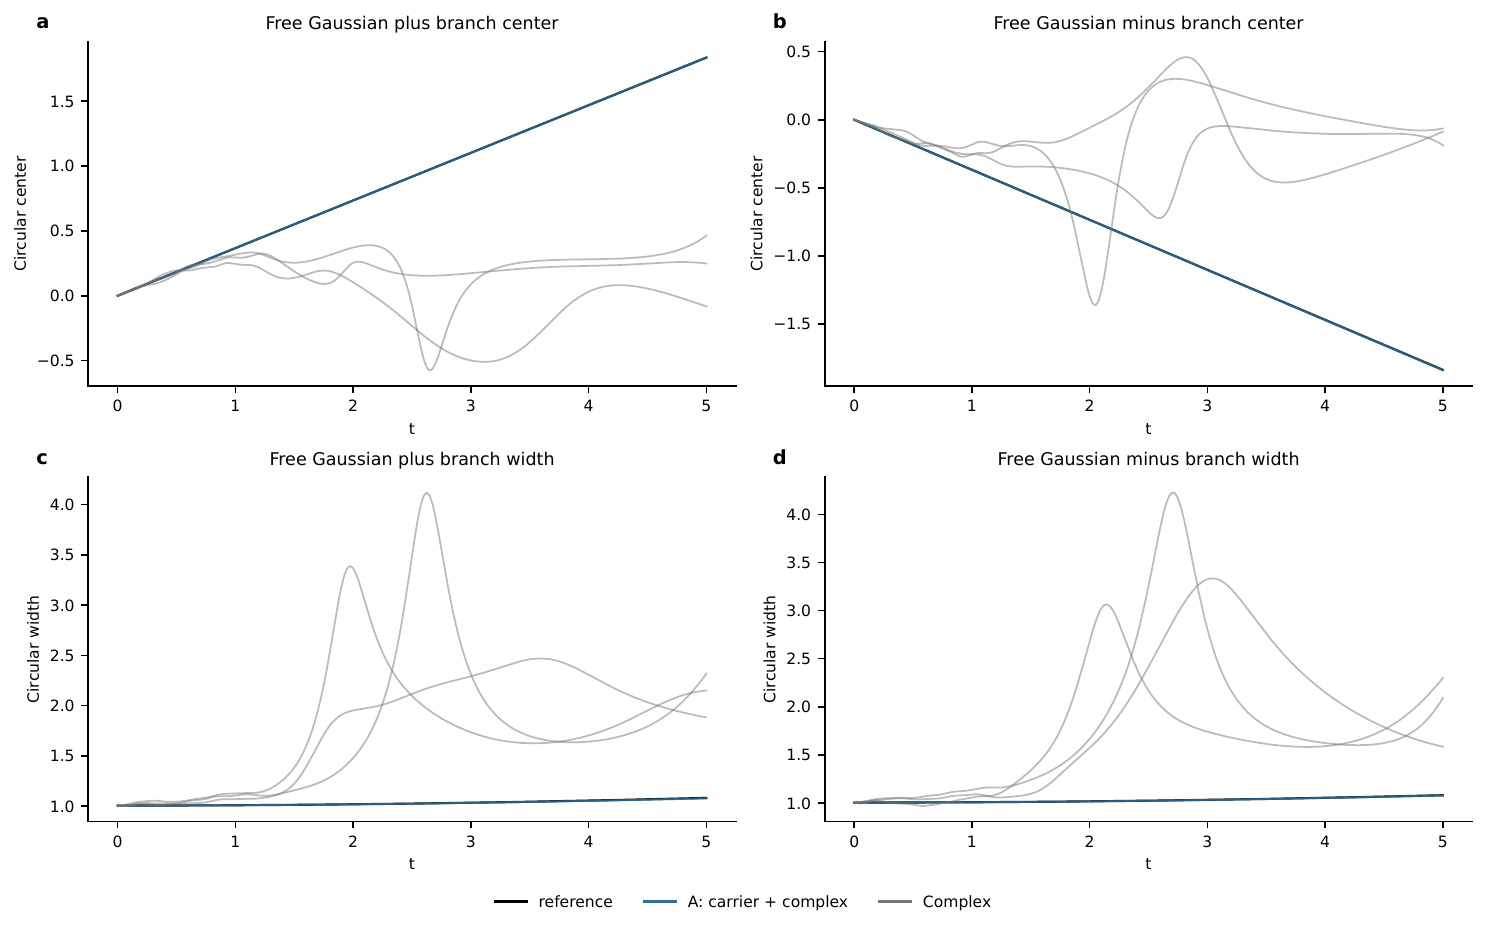 a
Free Gaussian plus branch center
Circular center
1.5
1.0
0.5
0.0
−0.5
0 1 2 3 4 5
t
b
Free Gaussian minus branch center
Circular center
0.5
0.0
−0.5
−1.0
−1.5
0 1 2 3 4 5
t
c
Free Gaussian plus branch width
Circular width
4.0
3.5
3.0
2.5
2.0
1.5
1.0
0 1 2 3 4 5
t
d
Free Gaussian minus branch width
Circular width
4.0
3.5
3.0
2.5
2.0
1.5
1.0
0 1 2 3 4 5
t
reference A: carrier + complex Complex